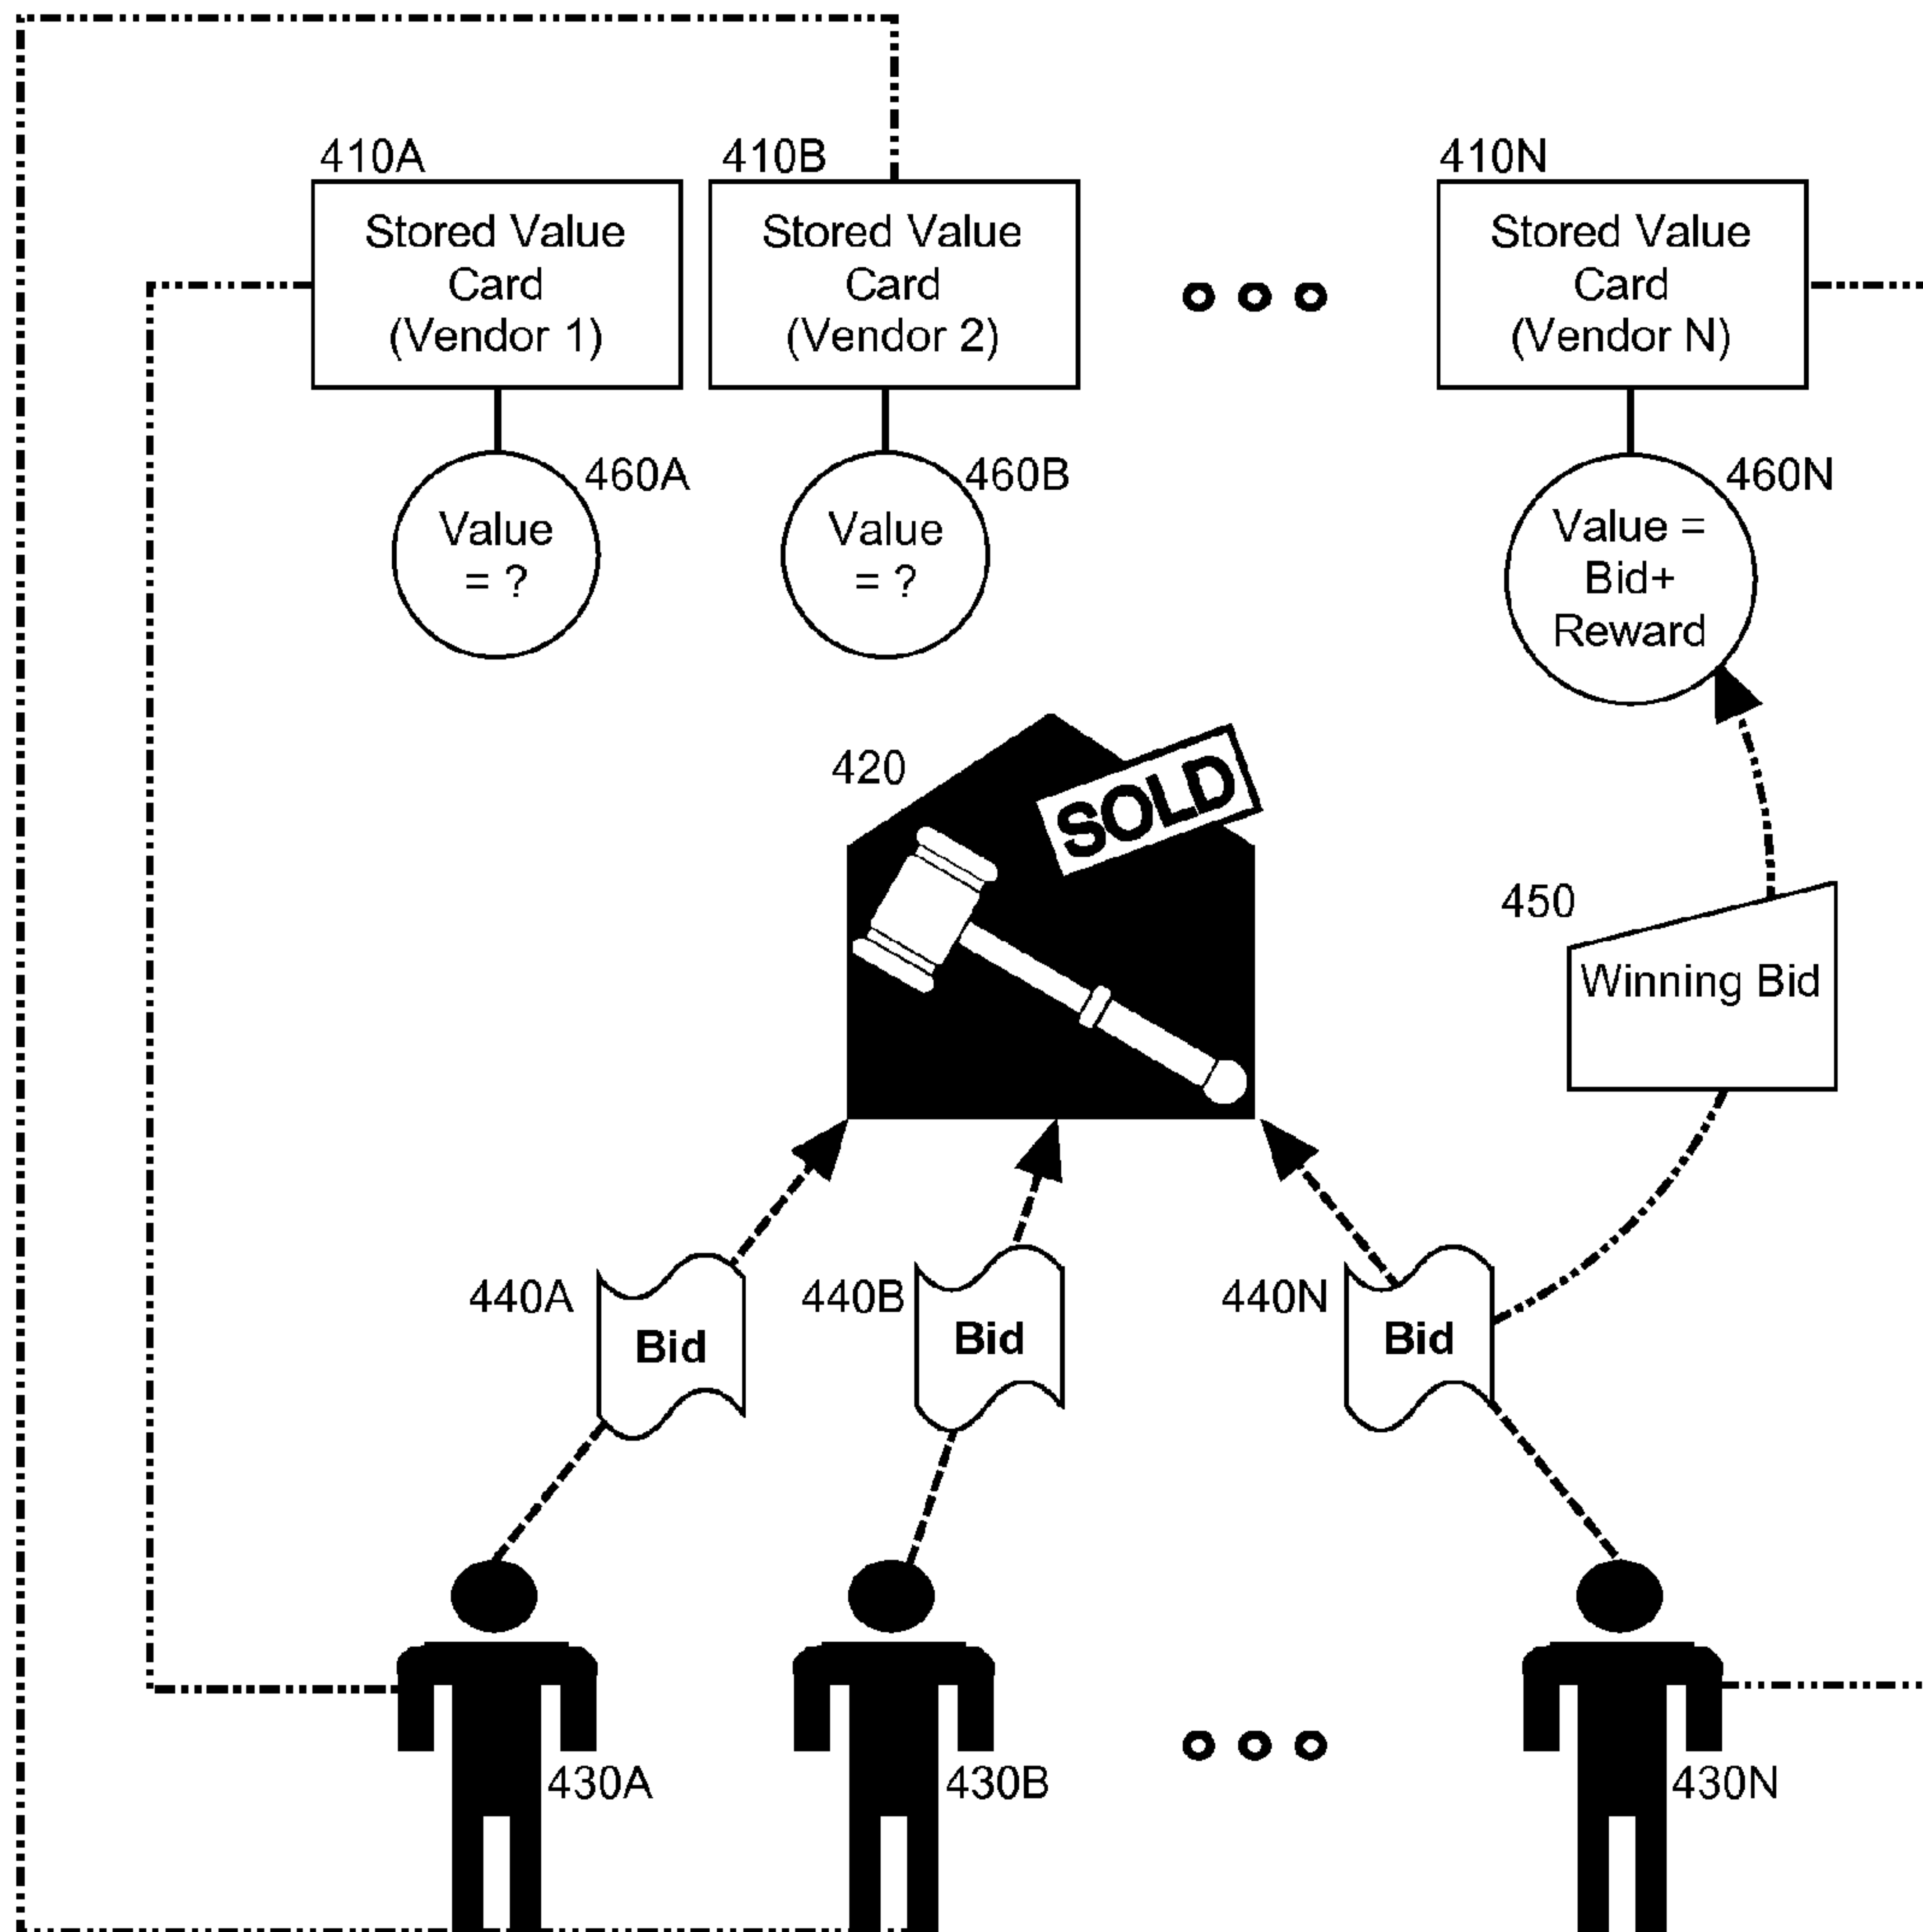 410A
410B
410N
Stored Value
Card
(Vendor 1)
Stored Value
Card
(Vendor 2)
Stored Value
Card
(Vendor N)
460A
460B
460N
Value
= ?
Value
= ?
Value =
Bid+
Reward
420
SOLD
450
Winning Bid
440A
440B
440N
Bid
Bid
Bid
430A
430B
430N